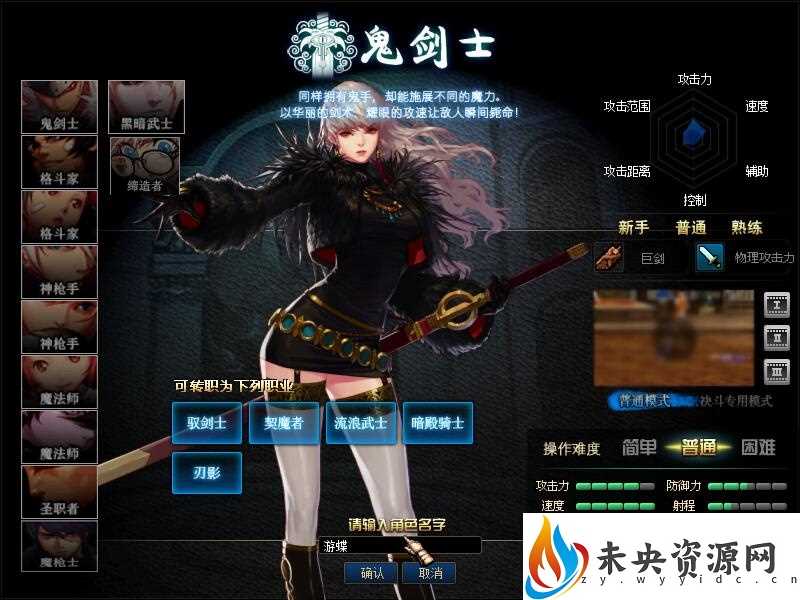 鬼剑士
同样拥有鬼手，却能施展不同的魔力。
以华丽的剑术、耀眼的攻速让敌人瞬间毙命！
鬼剑士
黑暗武士
格斗家
缔造者
格斗家
神枪手
神枪手
魔法师
魔法师
圣职者
魔枪士
攻击力
攻击范围
速度
攻击距离
辅助
控制
新手 普通 熟练
巨剑
物理攻击力
I
II
III
普通模式
决斗专用模式
可转职为下列职业
驭剑士 契魔者 流浪武士 暗殿骑士
刃影
操作难度 简单 普通 困难
攻击力 防御力
速度 射程
请输入角色名字
游蝶
确认 取消
未央资源网
zy.wyyidc.cn